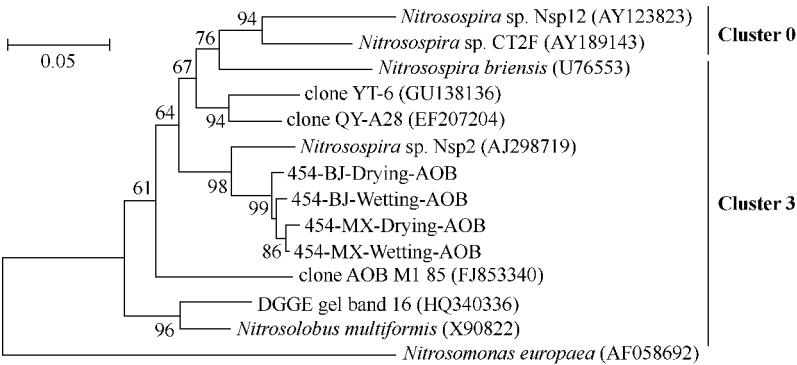 94
Nitrosospira sp. Nsp12 (AY123823)
Cluster 0
76
Nitrosospira sp. CT2F (AY189143)
0.05
67
Nitrosospira briensis (U76553)
clone YT-6 (GU138136)
64
94
clone QY-A28 (EF207204)
Nitrosospira sp. Nsp2 (AJ298719)
454-BJ-Drying-AOB
61
98
454-BJ-Wetting-AOB
Cluster 3
99
454-MX-Drying-AOB
86
454-MX-Wetting-AOB
clone AOB M1 85 (FJ853340)
DGGE gel band 16 (HQ340336)
96
Nitrosolobus multiformis (X90822)
Nitrosomonas europaea (AF058692)